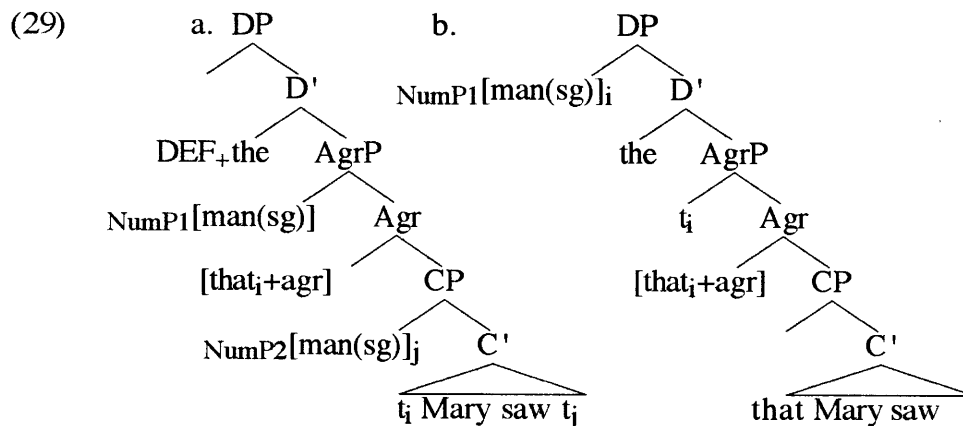 (29) a. DP b. DP
D' NumP1[man(sg)]i D'
DEF+the AgrP the AgrP
NumP1[man(sg)] Agr ti Agr
[thati+agr] CP [thati+agr] CP
NumP2[man(sg)]j C' C'
ti Mary saw tj that Mary saw